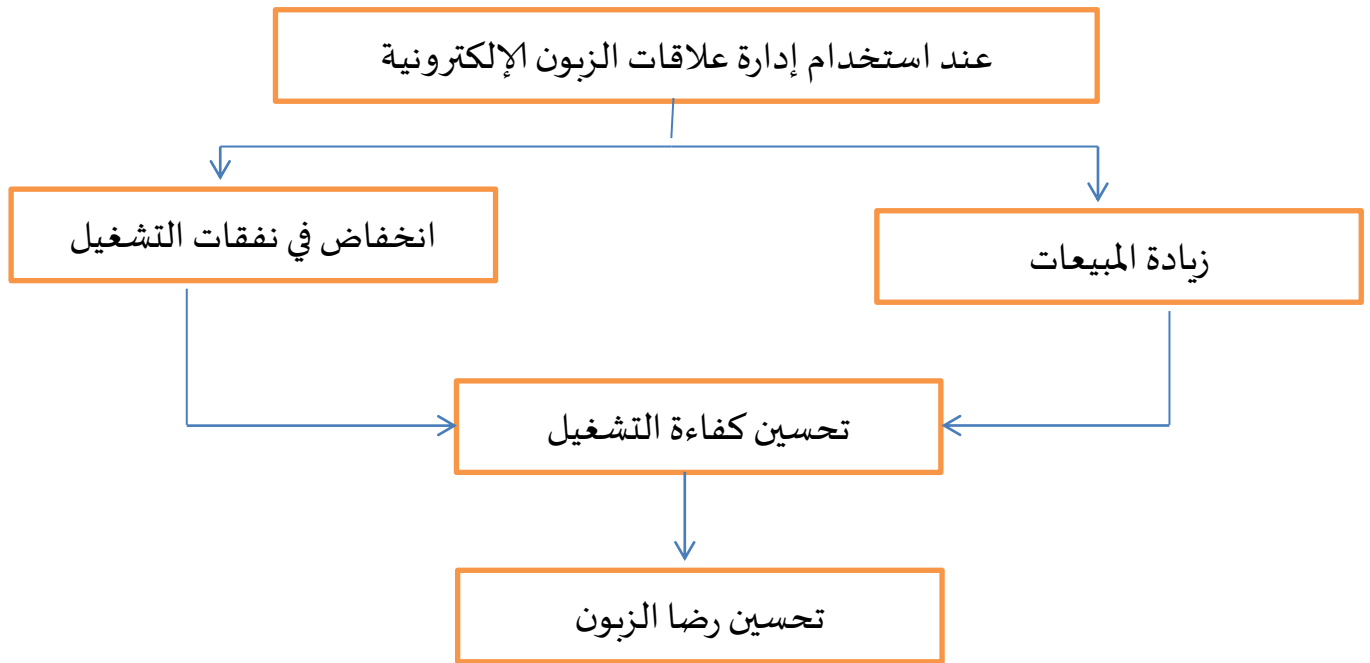 عند استخدام إدارة علاقات الزبون الإلكترونية
زيادة المبيعات
انخفاض في نفقات التشغيل
تحسين كفاءة التشغيل
تحسين رضا الزبون